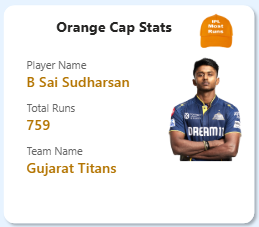 Orange Cap Stats
IPL
Most
Runs
Player Name
B Sai Sudharsan
Total Runs
759
Team Name
Gujarat Titans
DREAM11